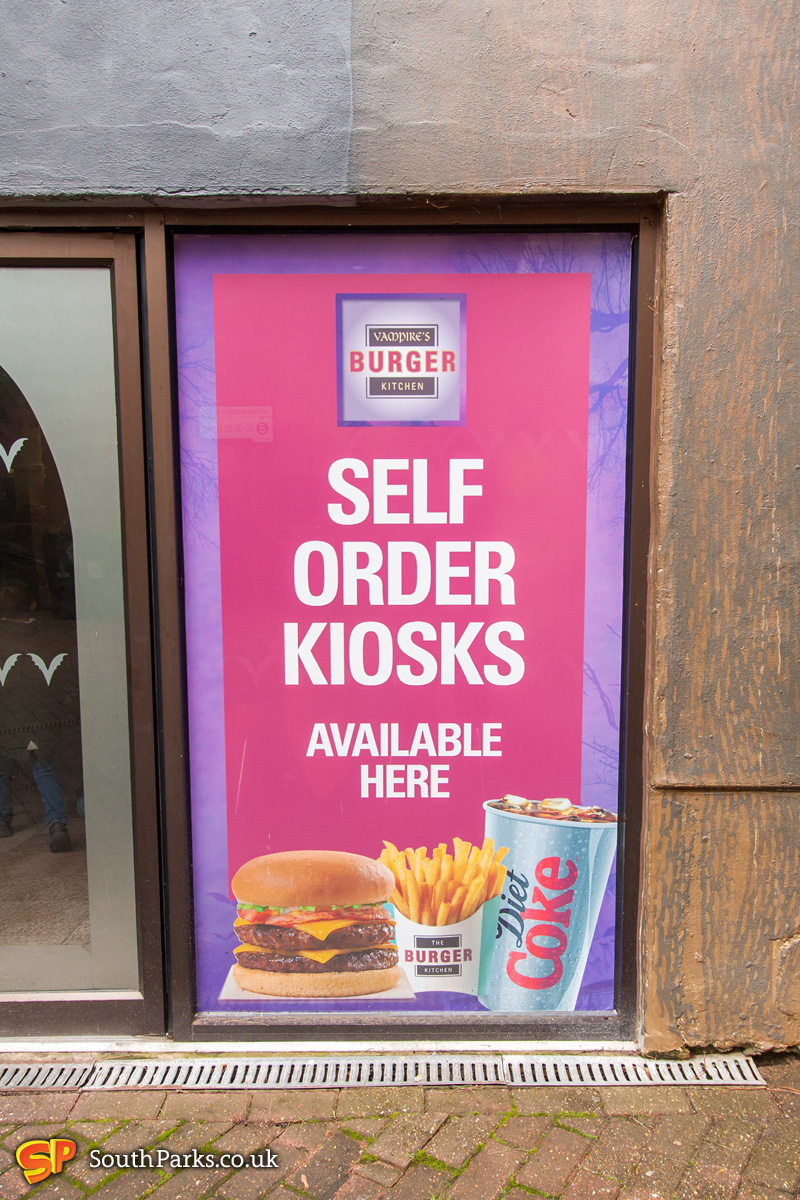 VAMPIRE'S
BURGER
KITCHEN
SELF
ORDER
KIOSKS
AVAILABLE
HERE
Diet
Coke
THE
BURGER
KITCHEN
SP SouthParks.co.uk